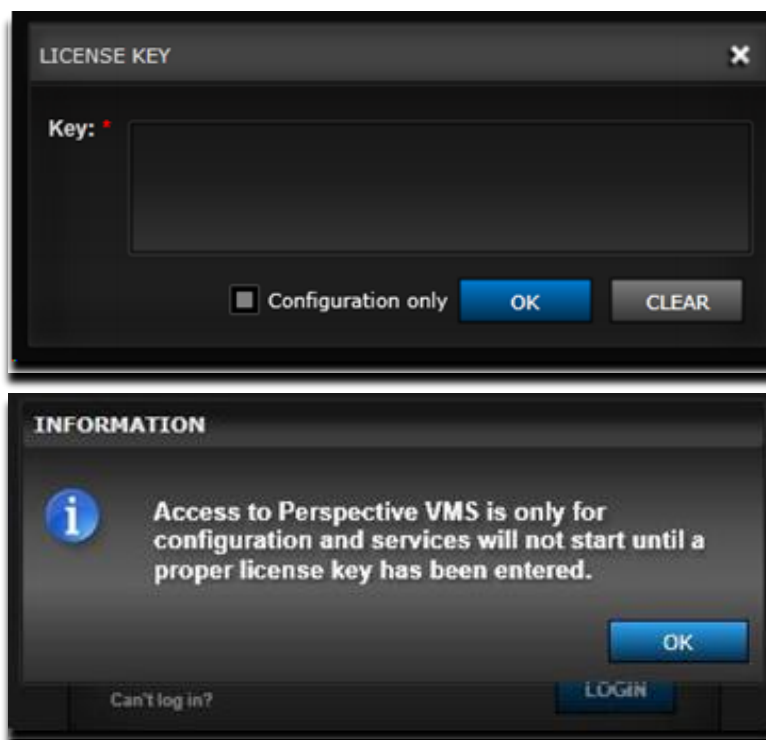 LICENSE KEY
Key: *
Configuration only OK CLEAR
INFORMATION
Access to Perspective VMS is only for
configuration and services will not start until a
proper license key has been entered.
OK
Can't log in? LOGIN